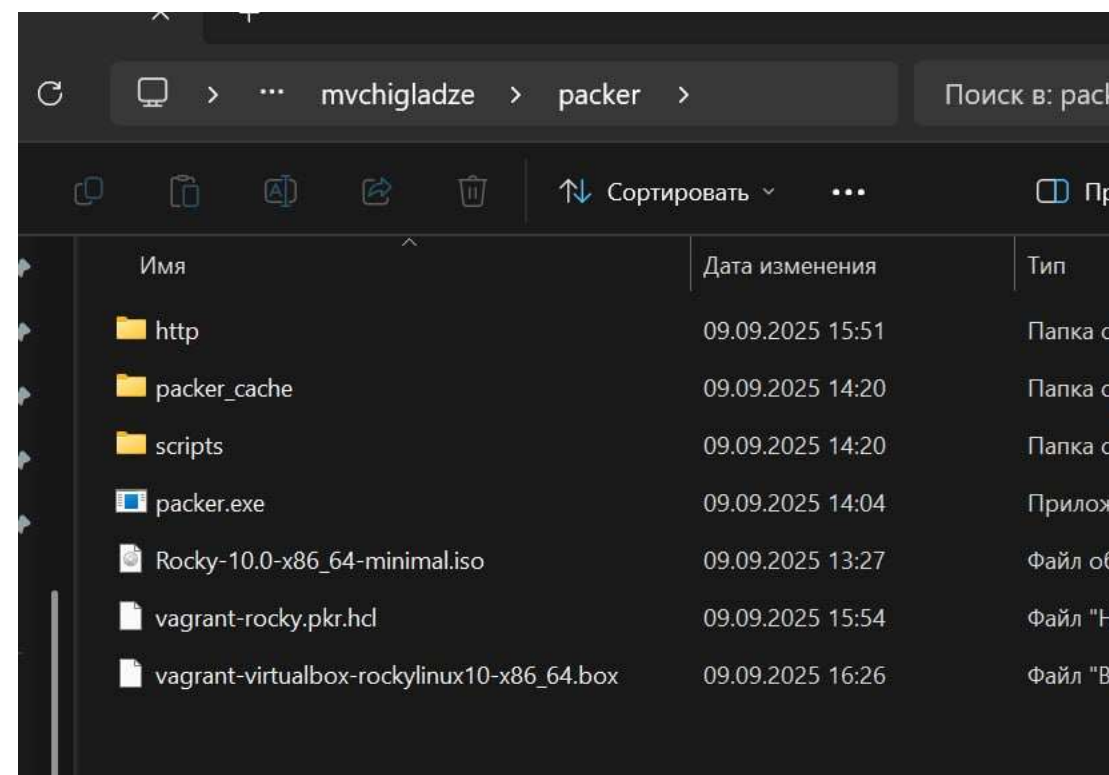 mvchigladze > packer > Поиск в: pac
Сортировать
Имя Дата изменения Тип
http 09.09.2025 15:51 Папка с
packer_cache 09.09.2025 14:20 Папка с
scripts 09.09.2025 14:20 Папка с
packer.exe 09.09.2025 14:04 Прилож
Rocky-10.0-x86_64-minimal.iso 09.09.2025 13:27 Файл об
vagrant-rocky.pkr.hcl 09.09.2025 15:54 Файл "H
vagrant-virtualbox-rockylinux10-x86_64.box 09.09.2025 16:26 Файл "B